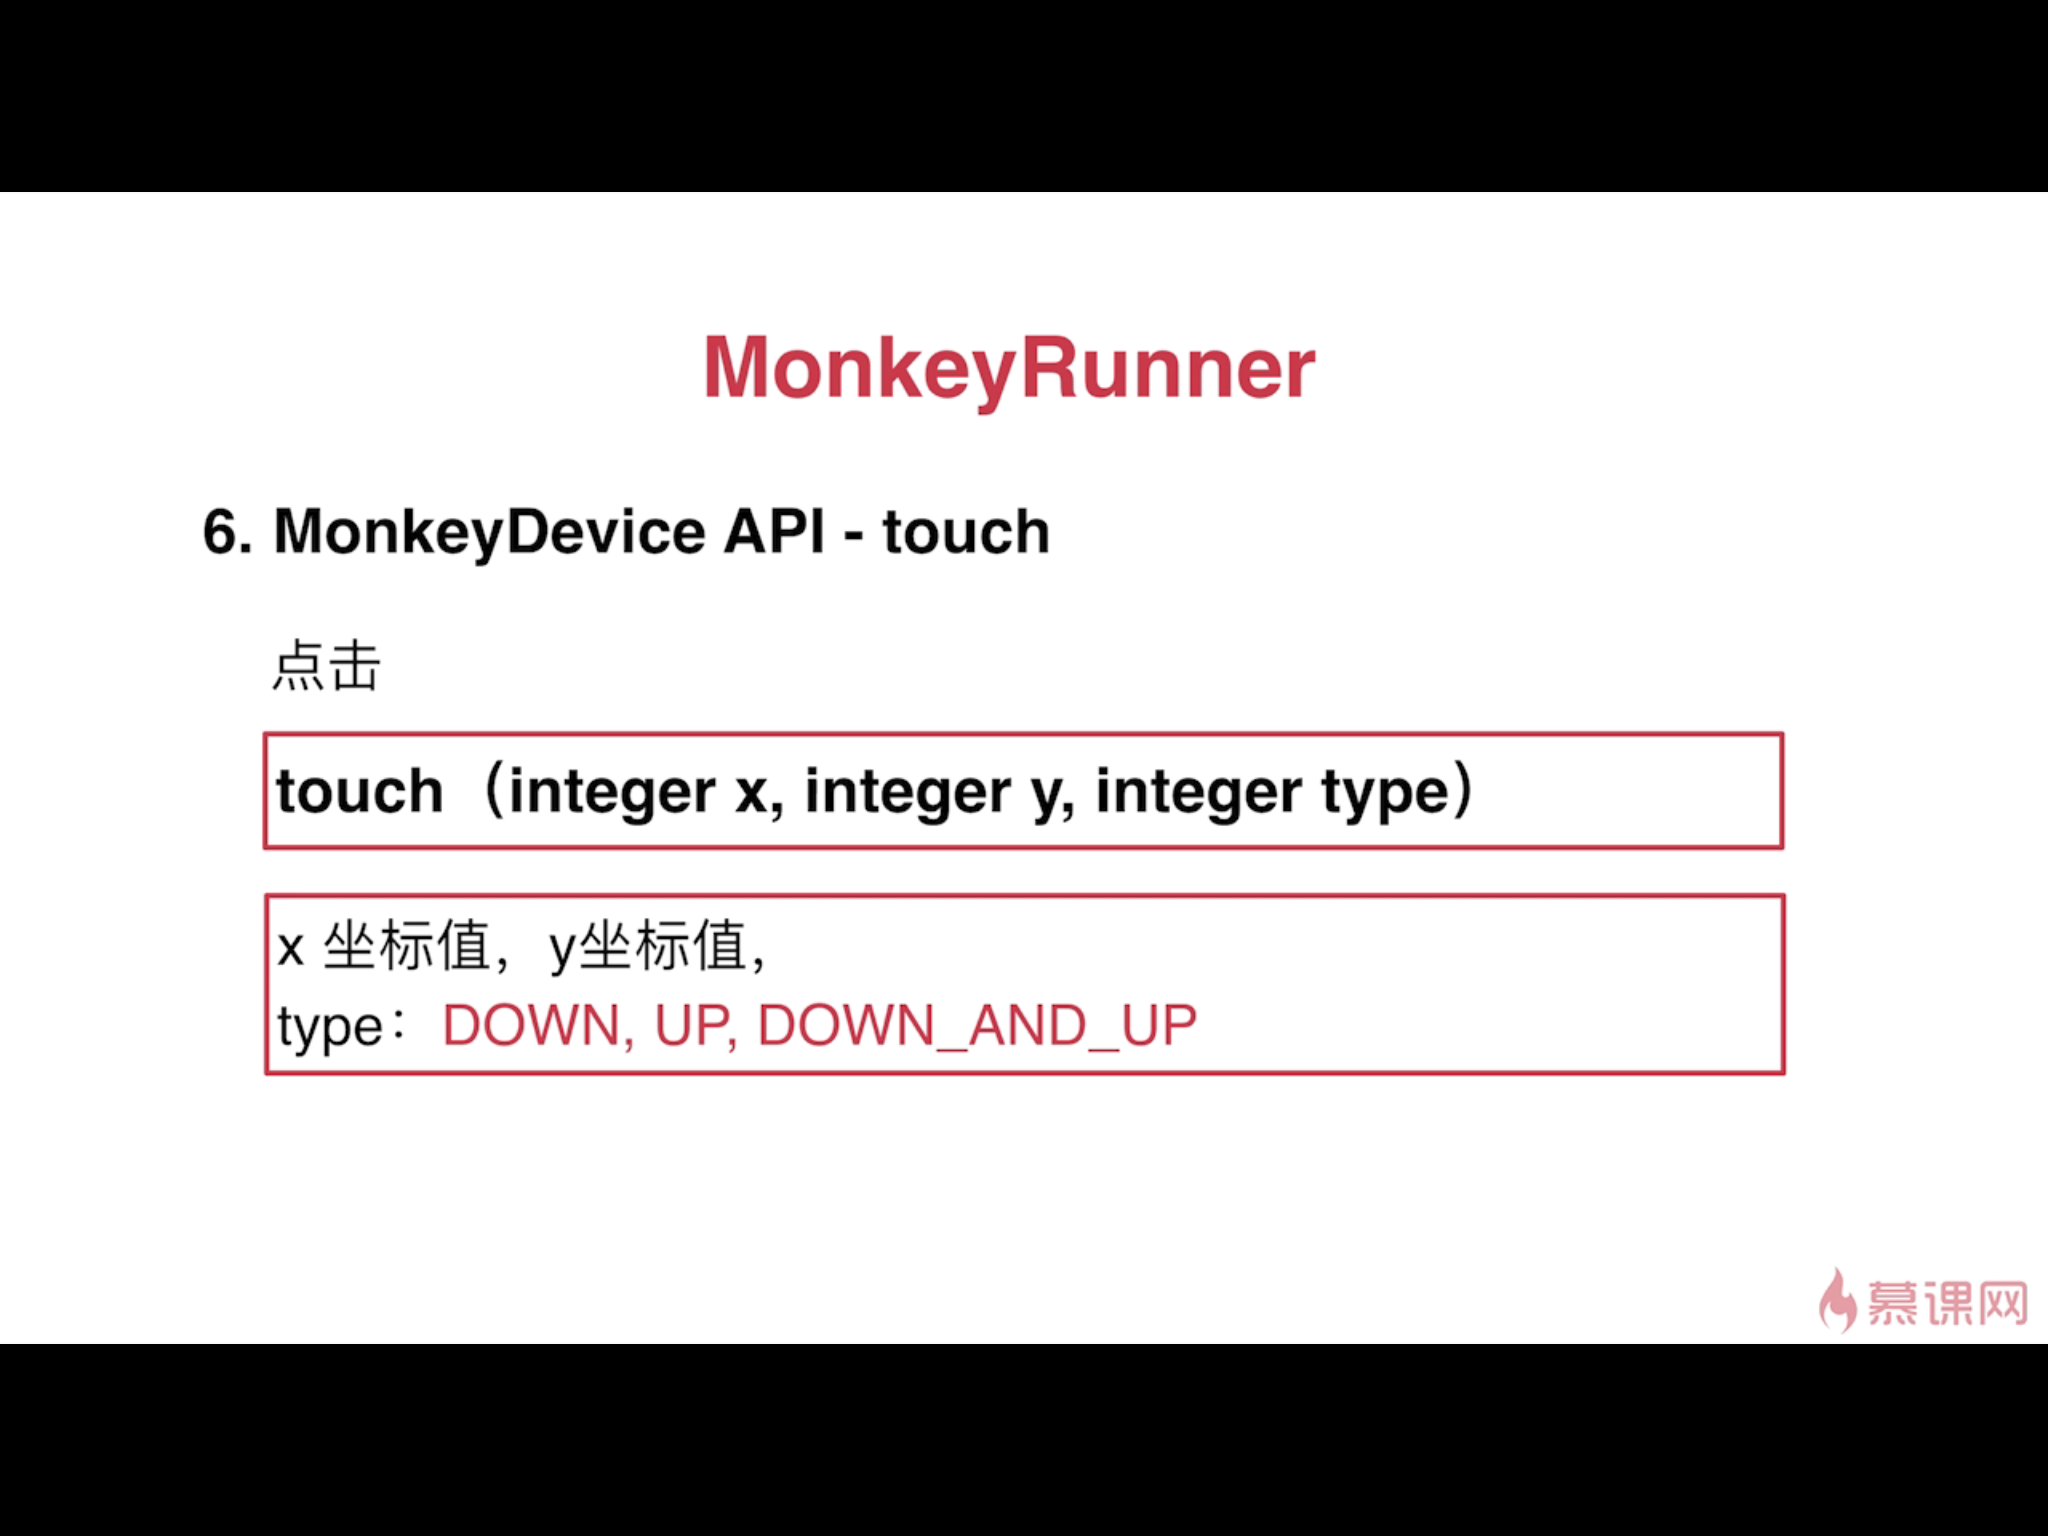 MonkeyRunner
6. MonkeyDevice API - touch
点击
touch（integer x, integer y, integer type）
x 坐标值，y坐标值，
type：DOWN, UP, DOWN_AND_UP
慕课网